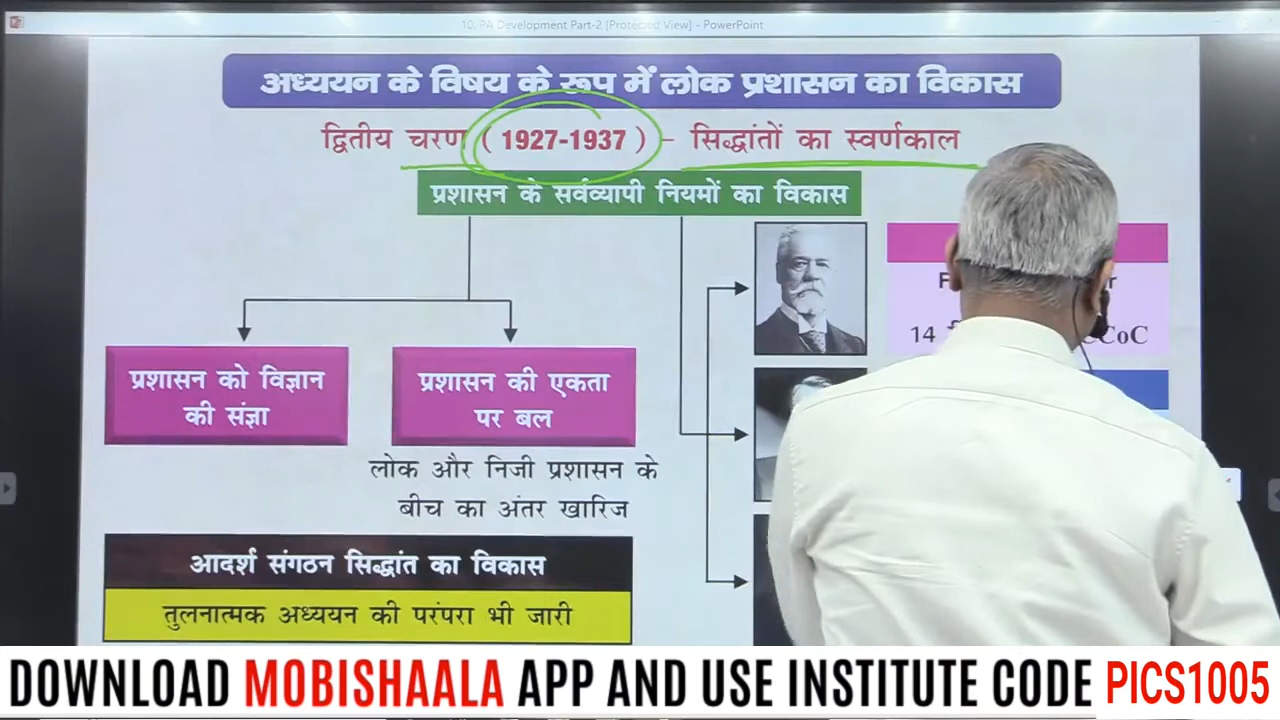 10. PA Development Part-2 [Protected View] - PowerPoint
अध्ययन के विषय के रूप में लोक प्रशासन का विकास
द्वितीय चरण (1927-1937) - सिद्धांतों का स्वर्णकाल
प्रशासन के सर्वव्यापी नियमों का विकास
14
CoC
प्रशासन को विज्ञान
की संज्ञा
प्रशासन की एकता
पर बल
लोक और निजी प्रशासन के
बीच का अंतर खारिज
आदर्श संगठन सिद्धांत का विकास
तुलनात्मक अध्ययन की परंपरा भी जारी
DOWNLOAD MOBISHAALA APP AND USE INSTITUTE CODE PICS1005